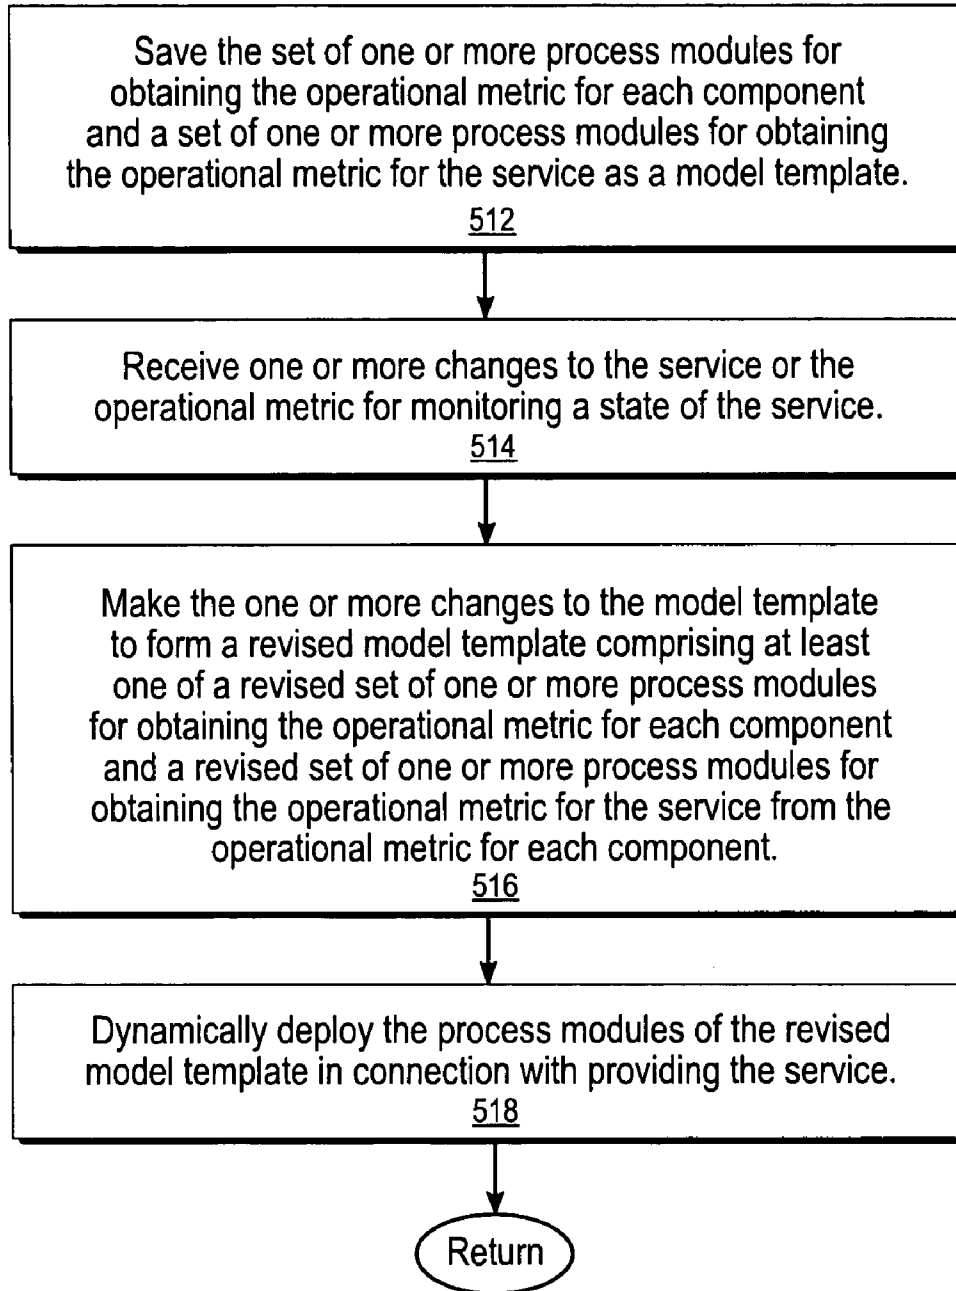 Save the set of one or more process modules for
obtaining the operational metric for each component
and a set of one or more process modules for obtaining
the operational metric for the service as a model template.
512
Receive one or more changes to the service or the
operational metric for monitoring a state of the service.
514
Make the one or more changes to the model template
to form a revised model template comprising at least
one of a revised set of one or more process modules
for obtaining the operational metric for each component
and a revised set of one or more process modules for
obtaining the operational metric for the service from the
operational metric for each component.
516
Dynamically deploy the process modules of the revised
model template in connection with providing the service.
518
Return